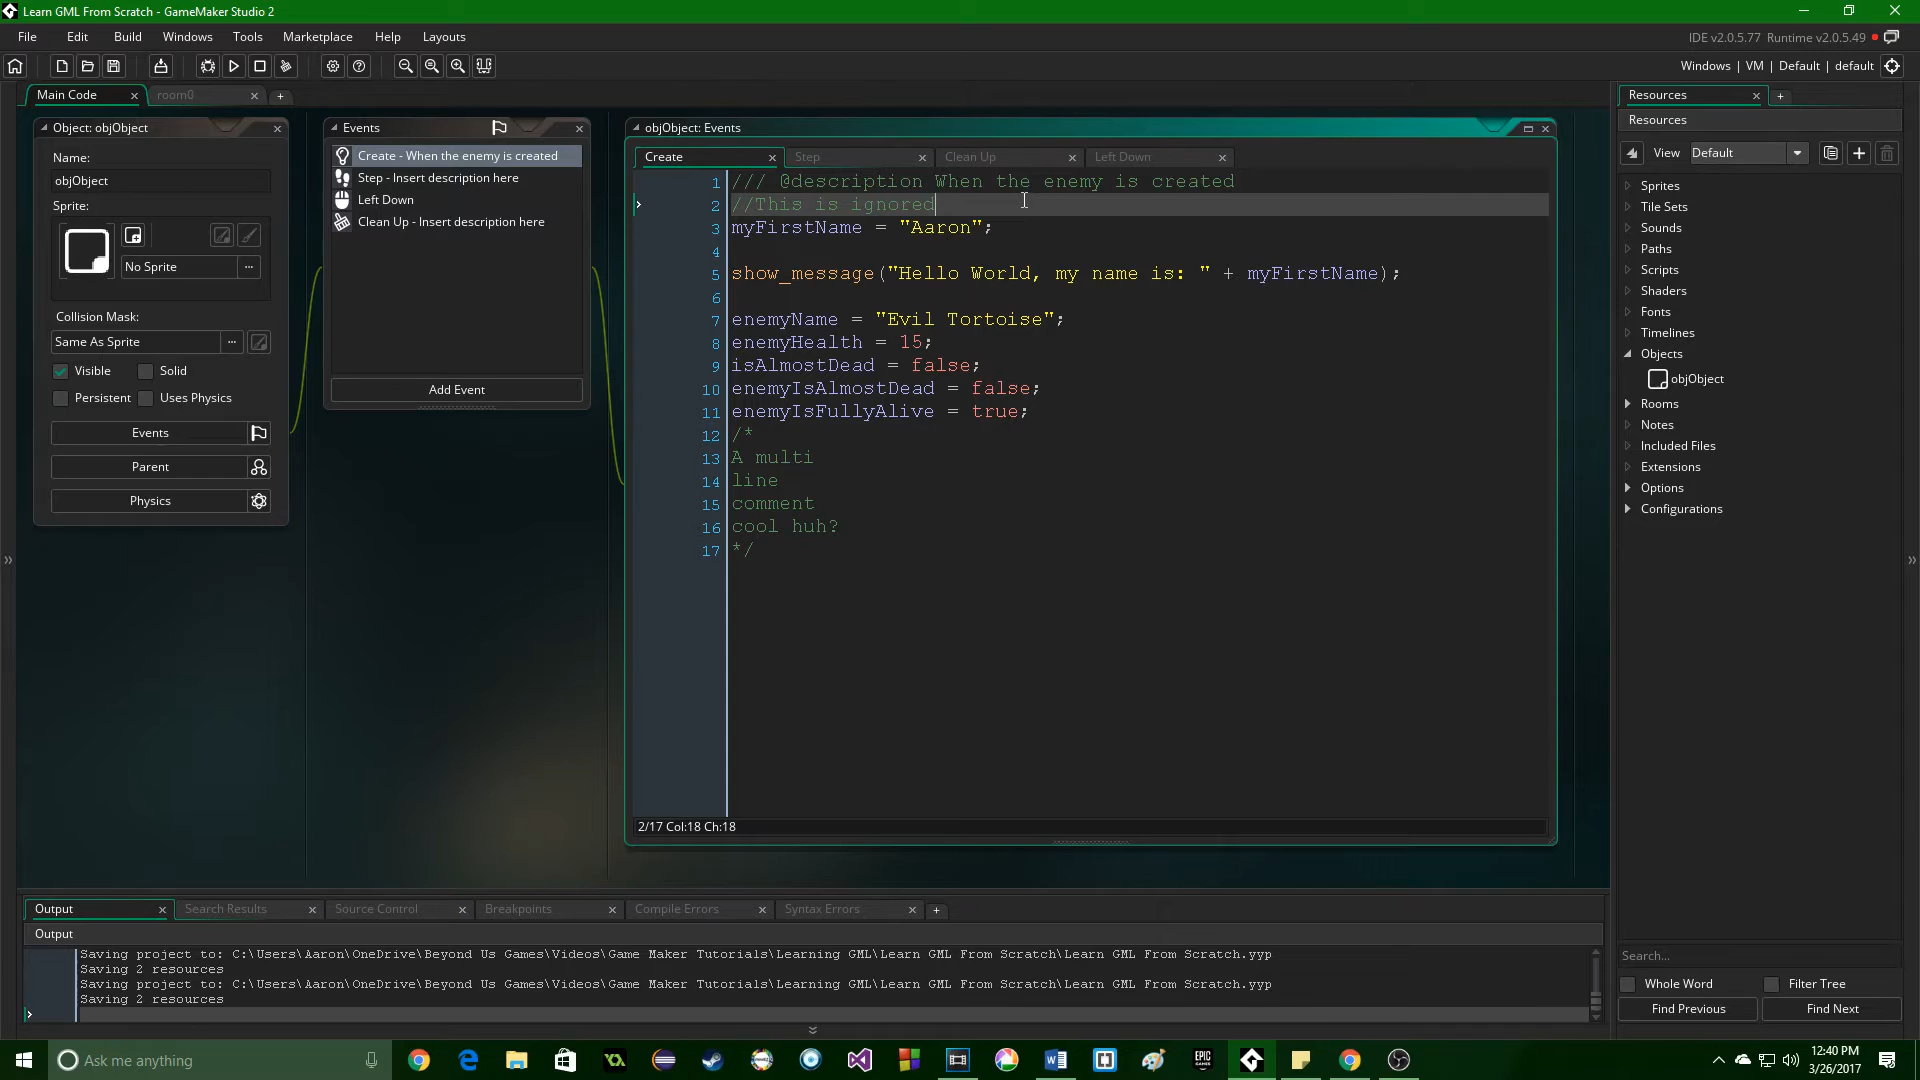 Learn GML From Scratch - GameMaker Studio 2
File Edit Build Windows Tools Marketplace Help Layouts
IDE v2.0.5.77 Runtime v2.0.5.49
Windows | VM | Default | default
Main Code
room0
Object: objObject
Name:
objObject
Sprite:
No Sprite
Collision Mask:
Same As Sprite
Visible
Solid
Persistent
Uses Physics
Events
Parent
Physics
Events
Create - When the enemy is created
Step - Insert description here
Left Down
Clean Up - Insert description here
Add Event
objObject: Events
Create
Step
Clean Up
Left Down
1 /// @description When the enemy is created
2 //This is ignored
3 myFirstName = "Aaron";
4
5 show_message("Hello World, my name is: " + myFirstName);
6
7 enemyName = "Evil Tortoise";
8 enemyHealth = 15;
9 isAlmostDead = false;
10 enemyIsAlmostDead = false;
11 enemyIsFullyAlive = true;
12 /*
13 A multi
14 line
15 comment
16 cool huh?
17 */
2/17 Col:18 Ch:18
Resources
Resources
View Default
Sprites
Tile Sets
Sounds
Paths
Scripts
Shaders
Fonts
Timelines
Objects
objObject
Rooms
Notes
Included Files
Extensions
Options
Configurations
Search...
Whole Word
Filter Tree
Find Previous
Find Next
Output
Search Results
Source Control
Breakpoints
Compile Errors
Syntax Errors
Output
Saving project to: C:\Users\Aaron\OneDrive\Beyond Us Games\Videos\Game Maker Tutorials\Learning GML\Learn GML From Scratch\Learn GML From Scratch.yyp
Saving 2 resources
Saving project to: C:\Users\Aaron\OneDrive\Beyond Us Games\Videos\Game Maker Tutorials\Learning GML\Learn GML From Scratch\Learn GML From Scratch.yyp
Saving 2 resources
Ask me anything
EPIC GAMES
12:40 PM
3/26/2017